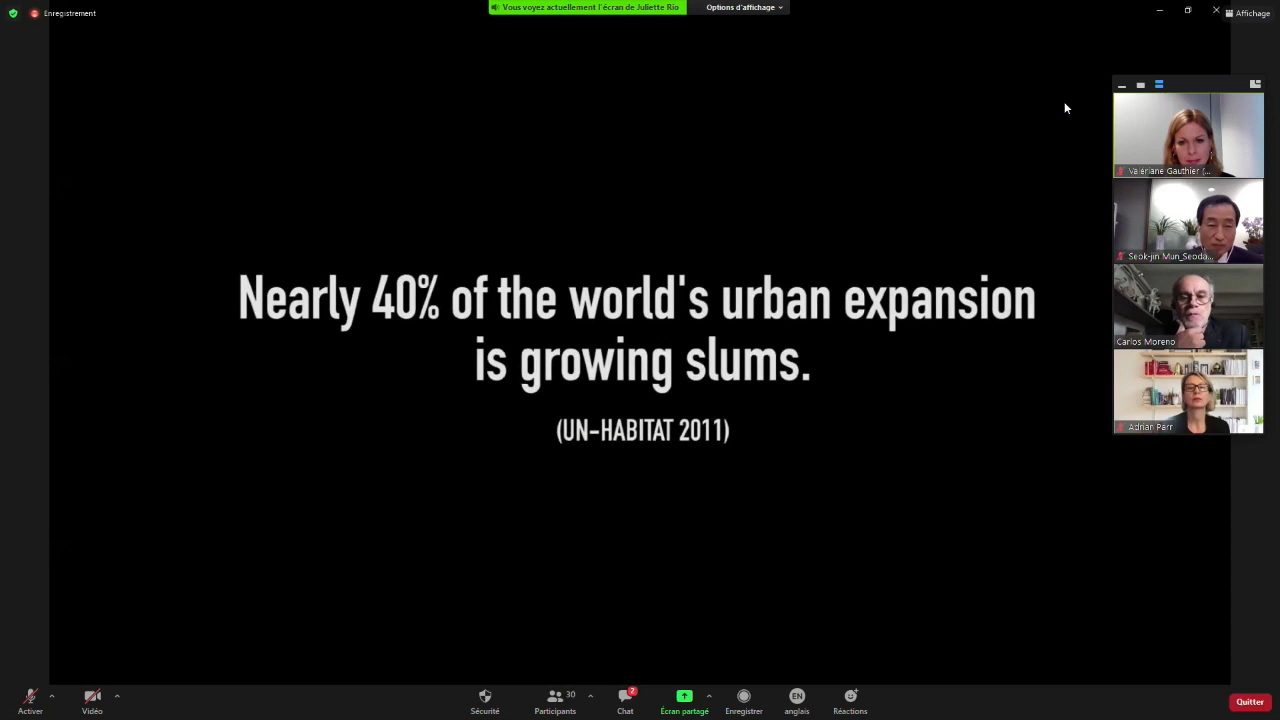 Enregistrement
Vous voyez actuellement l'écran de Juliette Rio
Options d'affichage
Affichage
Valériane Gauthier (...
Seok-jin Mun_Seoda...
Carlos Moreno
Adrian Parr
Nearly 40% of the world's urban expansion
is growing slums.
(UN-HABITAT 2011)
Activer
Vidéo
Sécurité
30
Participants
2
Chat
Écran partagé
Enregistrer
EN
anglais
Réactions
Quitter